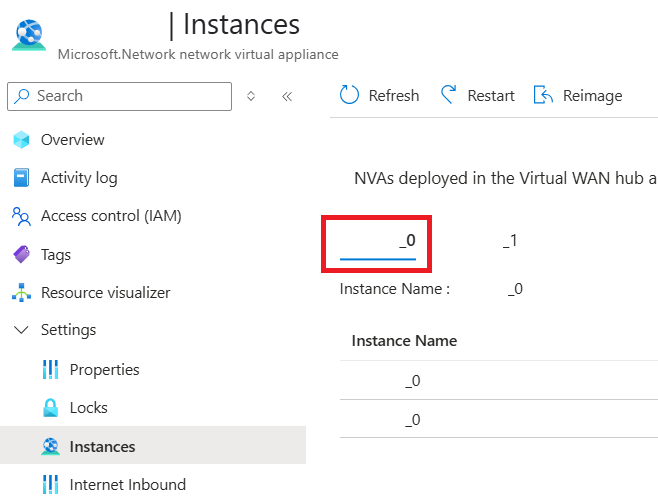 | Instances
Microsoft.Network network virtual appliance
Search
Refresh Restart Reimage
Overview
Activity log
Access control (IAM)
Tags
Resource visualizer
Settings
Properties
Locks
Instances
Internet Inbound
NVAs deployed in the Virtual WAN hub a
_0 _1
Instance Name : _0
Instance Name
_0
_0